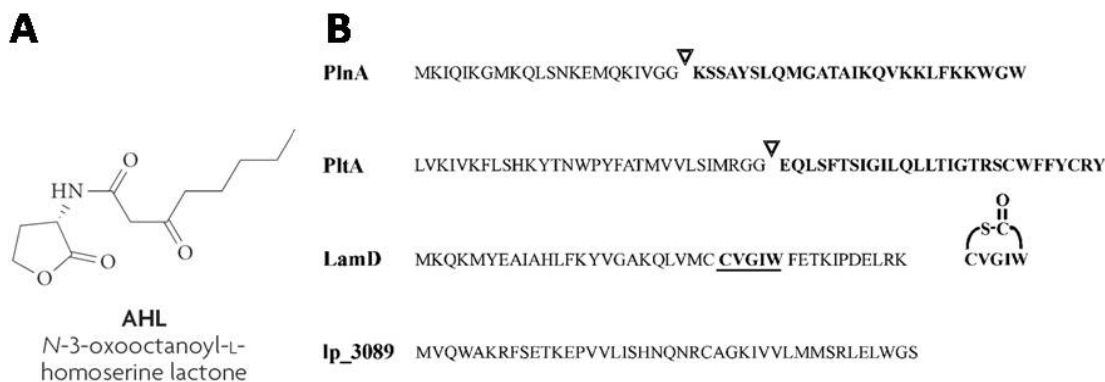 A
B
O
HN
O
O
O
AHL
N-3-oxooctanoyl-L-
homoserine lactone
PlnA MKIQIKGMKQLSNKEMQKIVGG KSSAYSLQMGATAIKQVKKLFKKWGW
PltA LVKIVKFLSHKYTNWPYFATMVVLSIMRGG EQLSFTSIGILQLLTIGTRSCWFFYCRY
O
S-C
LamD MKQKMYEAIAHLFKYVGAKQLVMC CVGIW FETKIPDELRK CVGIW
lp_3089 MVQWAKRFSETKEPVVLISHNQNRCAGKIVVLMMSRLELWGS